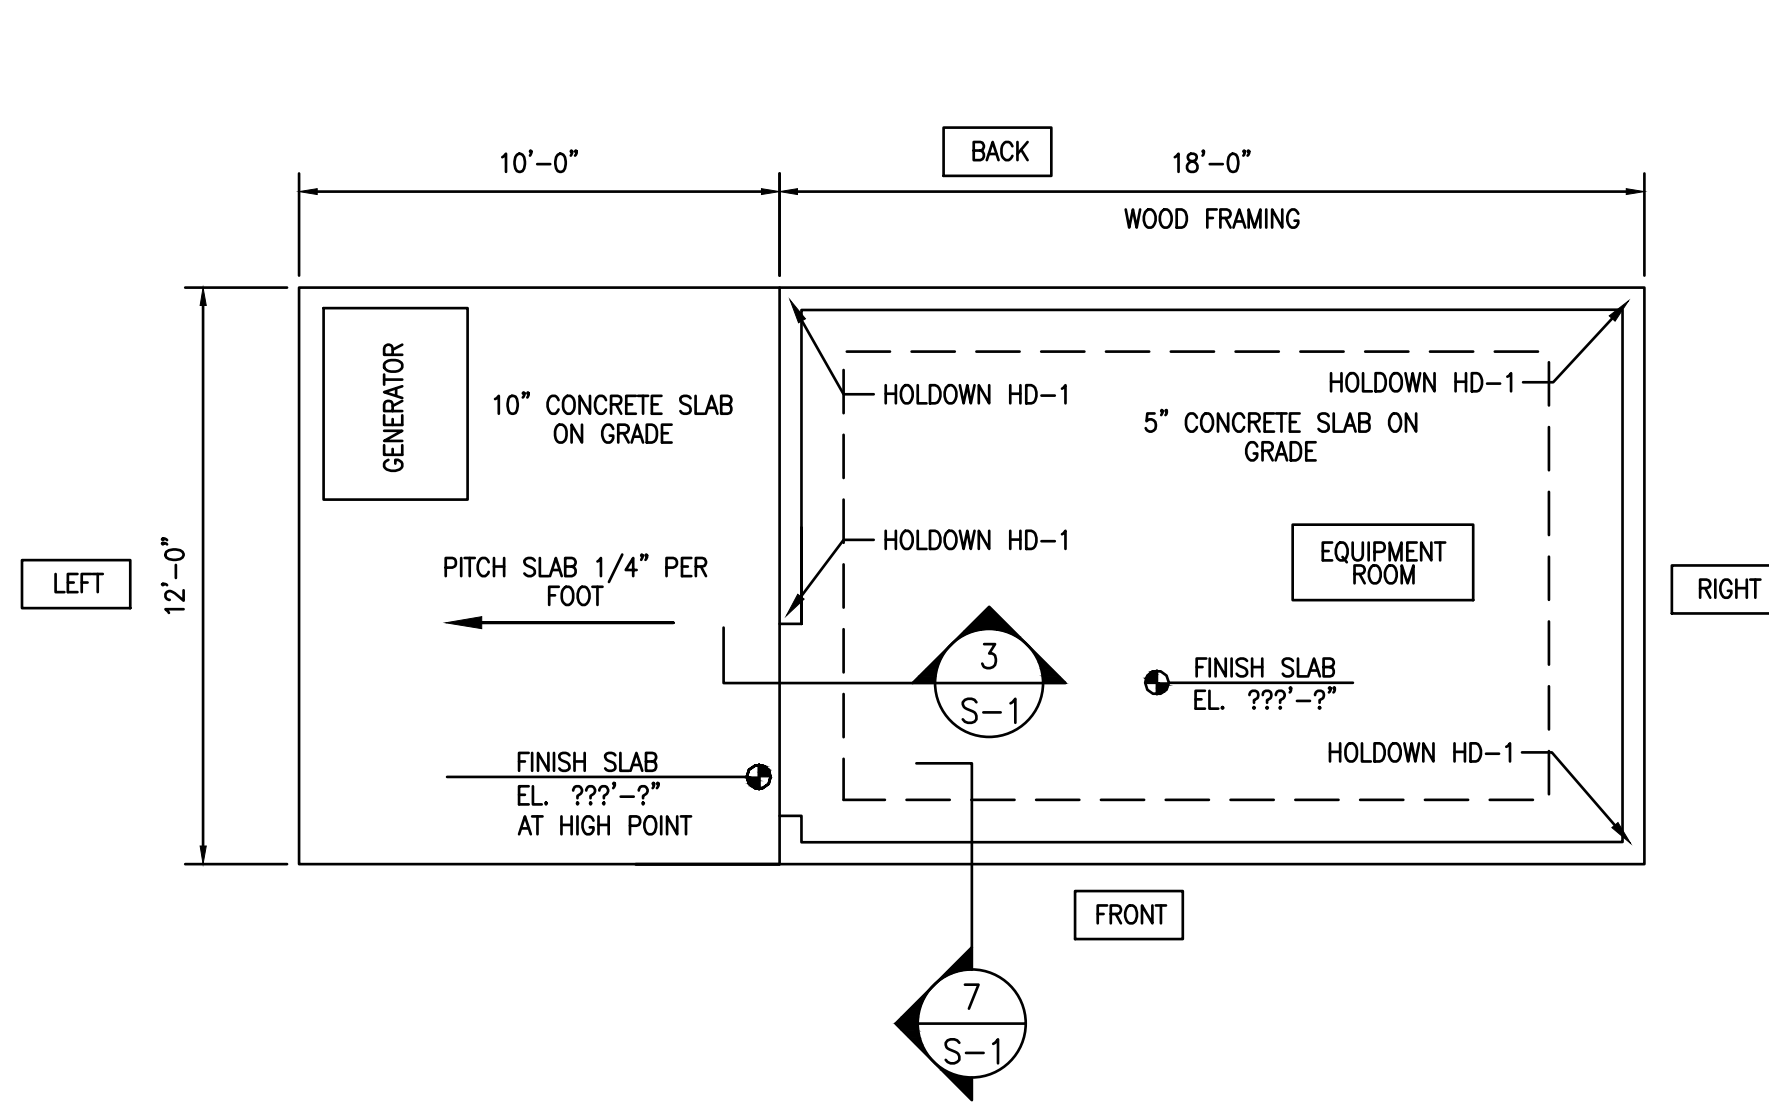 BACK
10'-0"
18'-0"
WOOD FRAMING
GENERATOR
10" CONCRETE SLAB
ON GRADE
HOLDOWN HD-1
HOLDOWN HD-1
5" CONCRETE SLAB ON
GRADE
HOLDOWN HD-1
EQUIPMENT
ROOM
LEFT
12'-0"
PITCH SLAB 1/4" PER
FOOT
RIGHT
3
S-1
FINISH SLAB
EL. ???'-?"
HOLDOWN HD-1
FINISH SLAB
EL. ???'-?"
AT HIGH POINT
FRONT
7
S-1